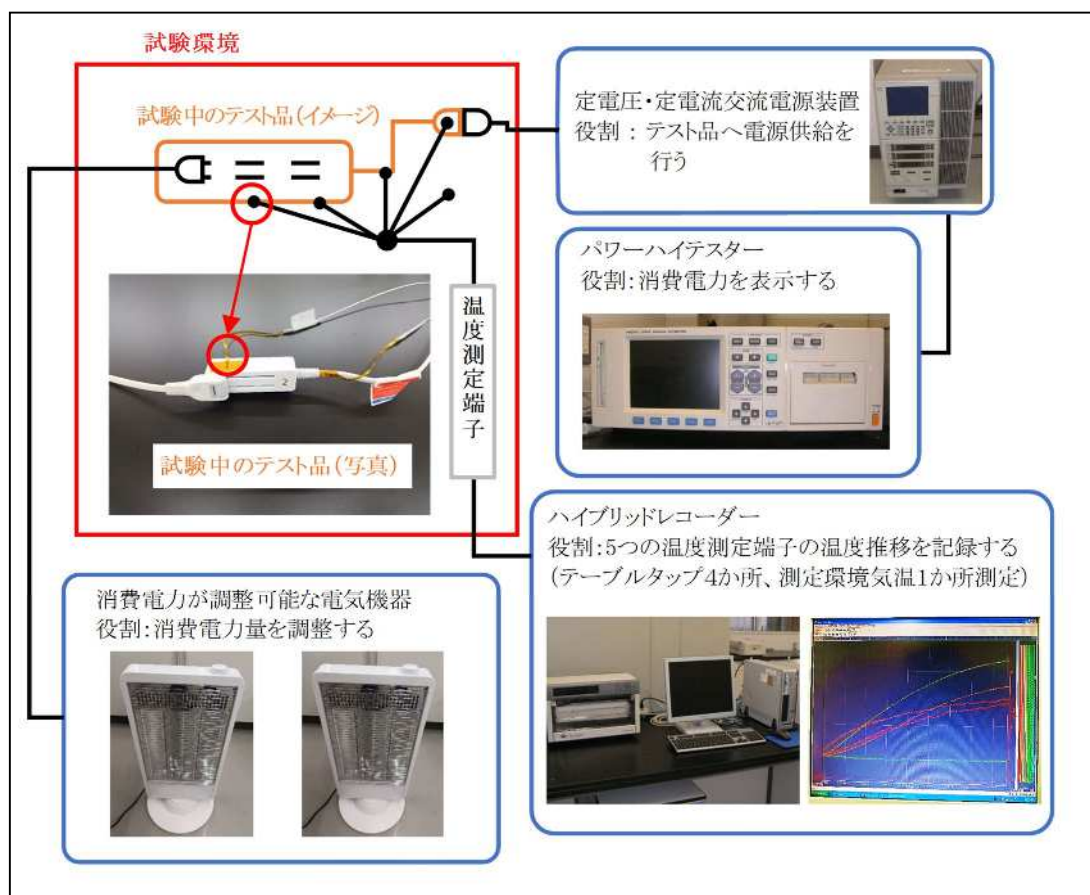 試験環境
試験中のテスト品(イメージ)
定電圧・定電流交流電源装置
役割 : テスト品へ電源供給を
行う
パワーハイテスター
役割:消費電力を表示する
温度測定端子
試験中のテスト品(写真)
ハイブリッドレコーダー
役割:5つの温度測定端子の温度推移を記録する
(テーブルタップ4か所、測定環境気温1か所測定)
消費電力が調整可能な電気機器
役割:消費電力量を調整する